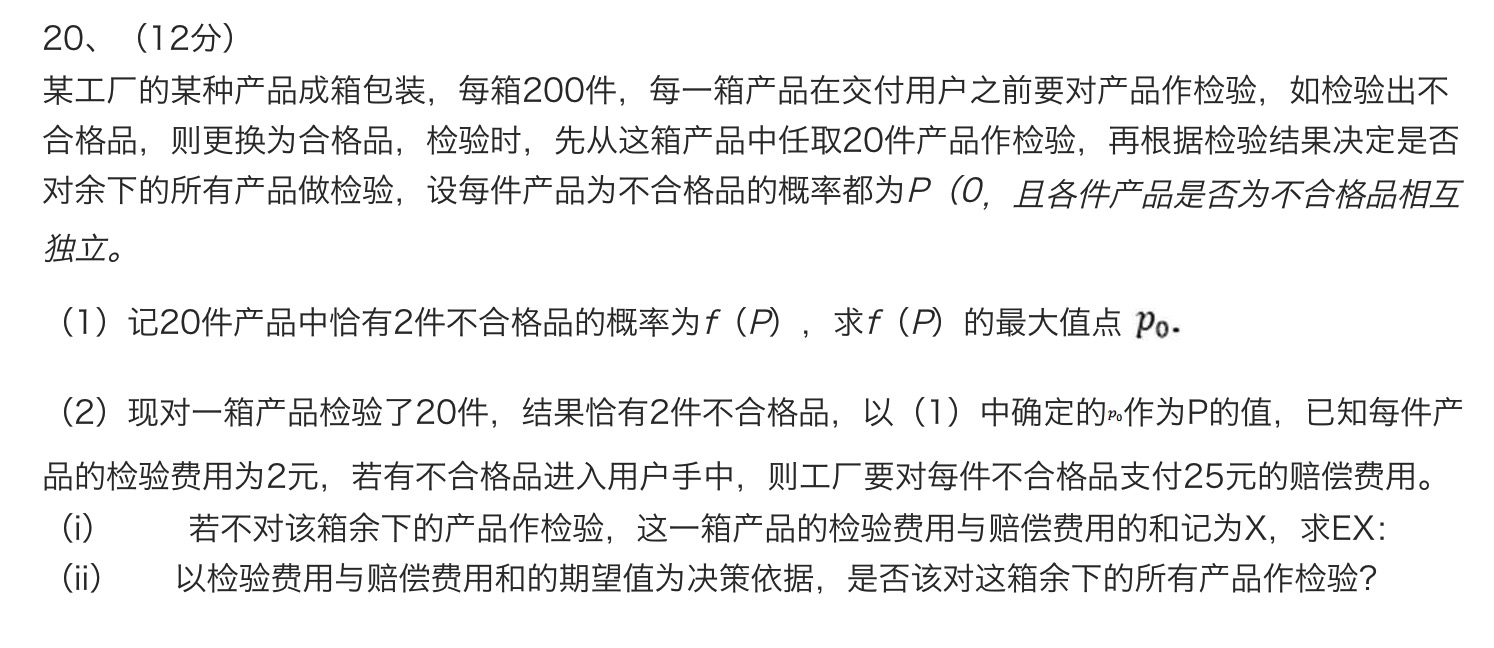 20、（12分）
某工厂的某种产品成箱包装，每箱200件，每一箱产品在交付用户之前要对产品作检验，如检验出不
合格品，则更换为合格品，检验时，先从这箱产品中任取20件产品作检验，再根据检验结果决定是否
对余下的所有产品做检验，设每件产品为不合格品的概率都为P（0，且各件产品是否为不合格品相互
独立。
（1）记20件产品中恰有2件不合格品的概率为f（P），求f（P）的最大值点 p₀.
（2）现对一箱产品检验了20件，结果恰有2件不合格品，以（1）中确定的p₀作为P的值，已知每件产
品的检验费用为2元，若有不合格品进入用户手中，则工厂要对每件不合格品支付25元的赔偿费用。
（i） 若不对该箱余下的产品作检验，这一箱产品的检验费用与赔偿费用的和记为X，求EX：
（ii） 以检验费用与赔偿费用和的期望值为决策依据，是否该对这箱余下的所有产品作检验？